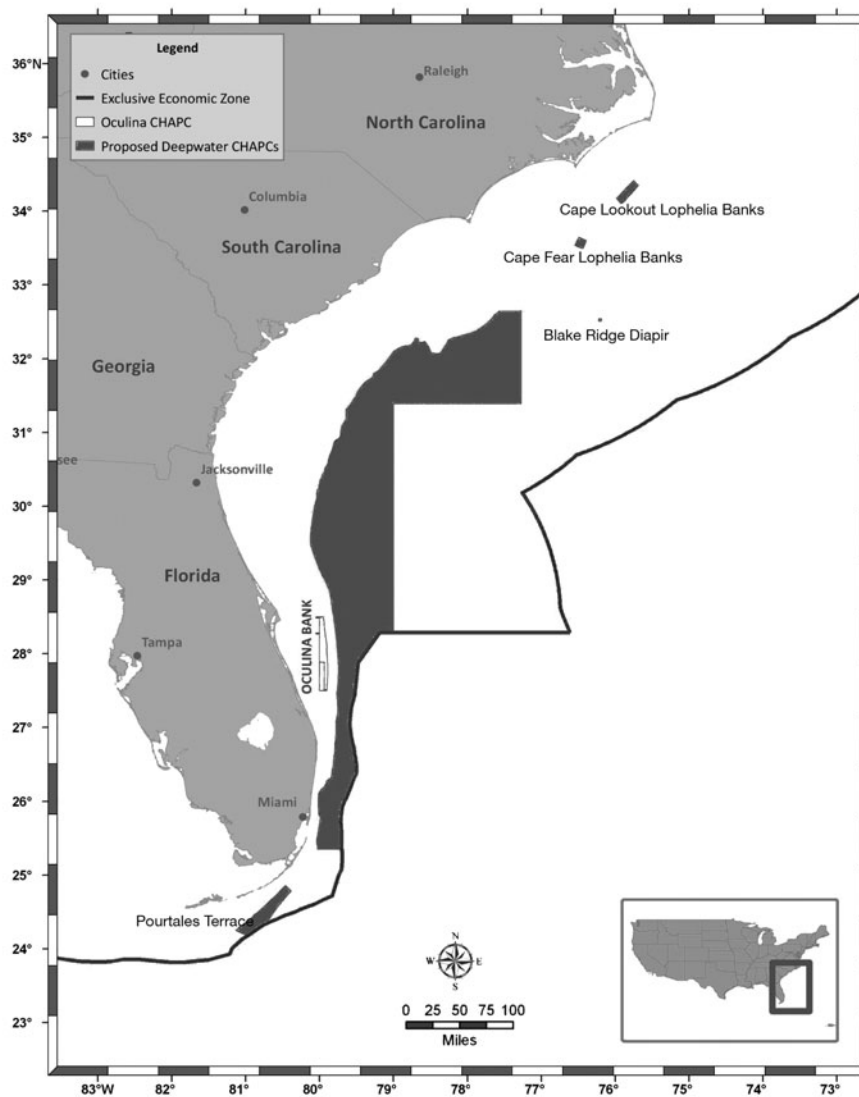 Legend
Cities
Exclusive Economic Zone
Oculina CHAPC
Proposed Deepwater CHAPCs
36°N
35°
34°
33°
32°
31°
30°
29°
28°
27°
26°
25°
24°
23°
Raleigh
North Carolina
Columbia
South Carolina
Cape Lookout Lophelia Banks
Cape Fear Lophelia Banks
Blake Ridge Diapir
Georgia
see
Jacksonville
Florida
OCULINA BANK
Tampa
Miami
Pourtales Terrace
N
W E
S
0 25 50 75 100
Miles
83°W 82° 81° 80° 79° 78° 77° 76° 75° 74° 73°